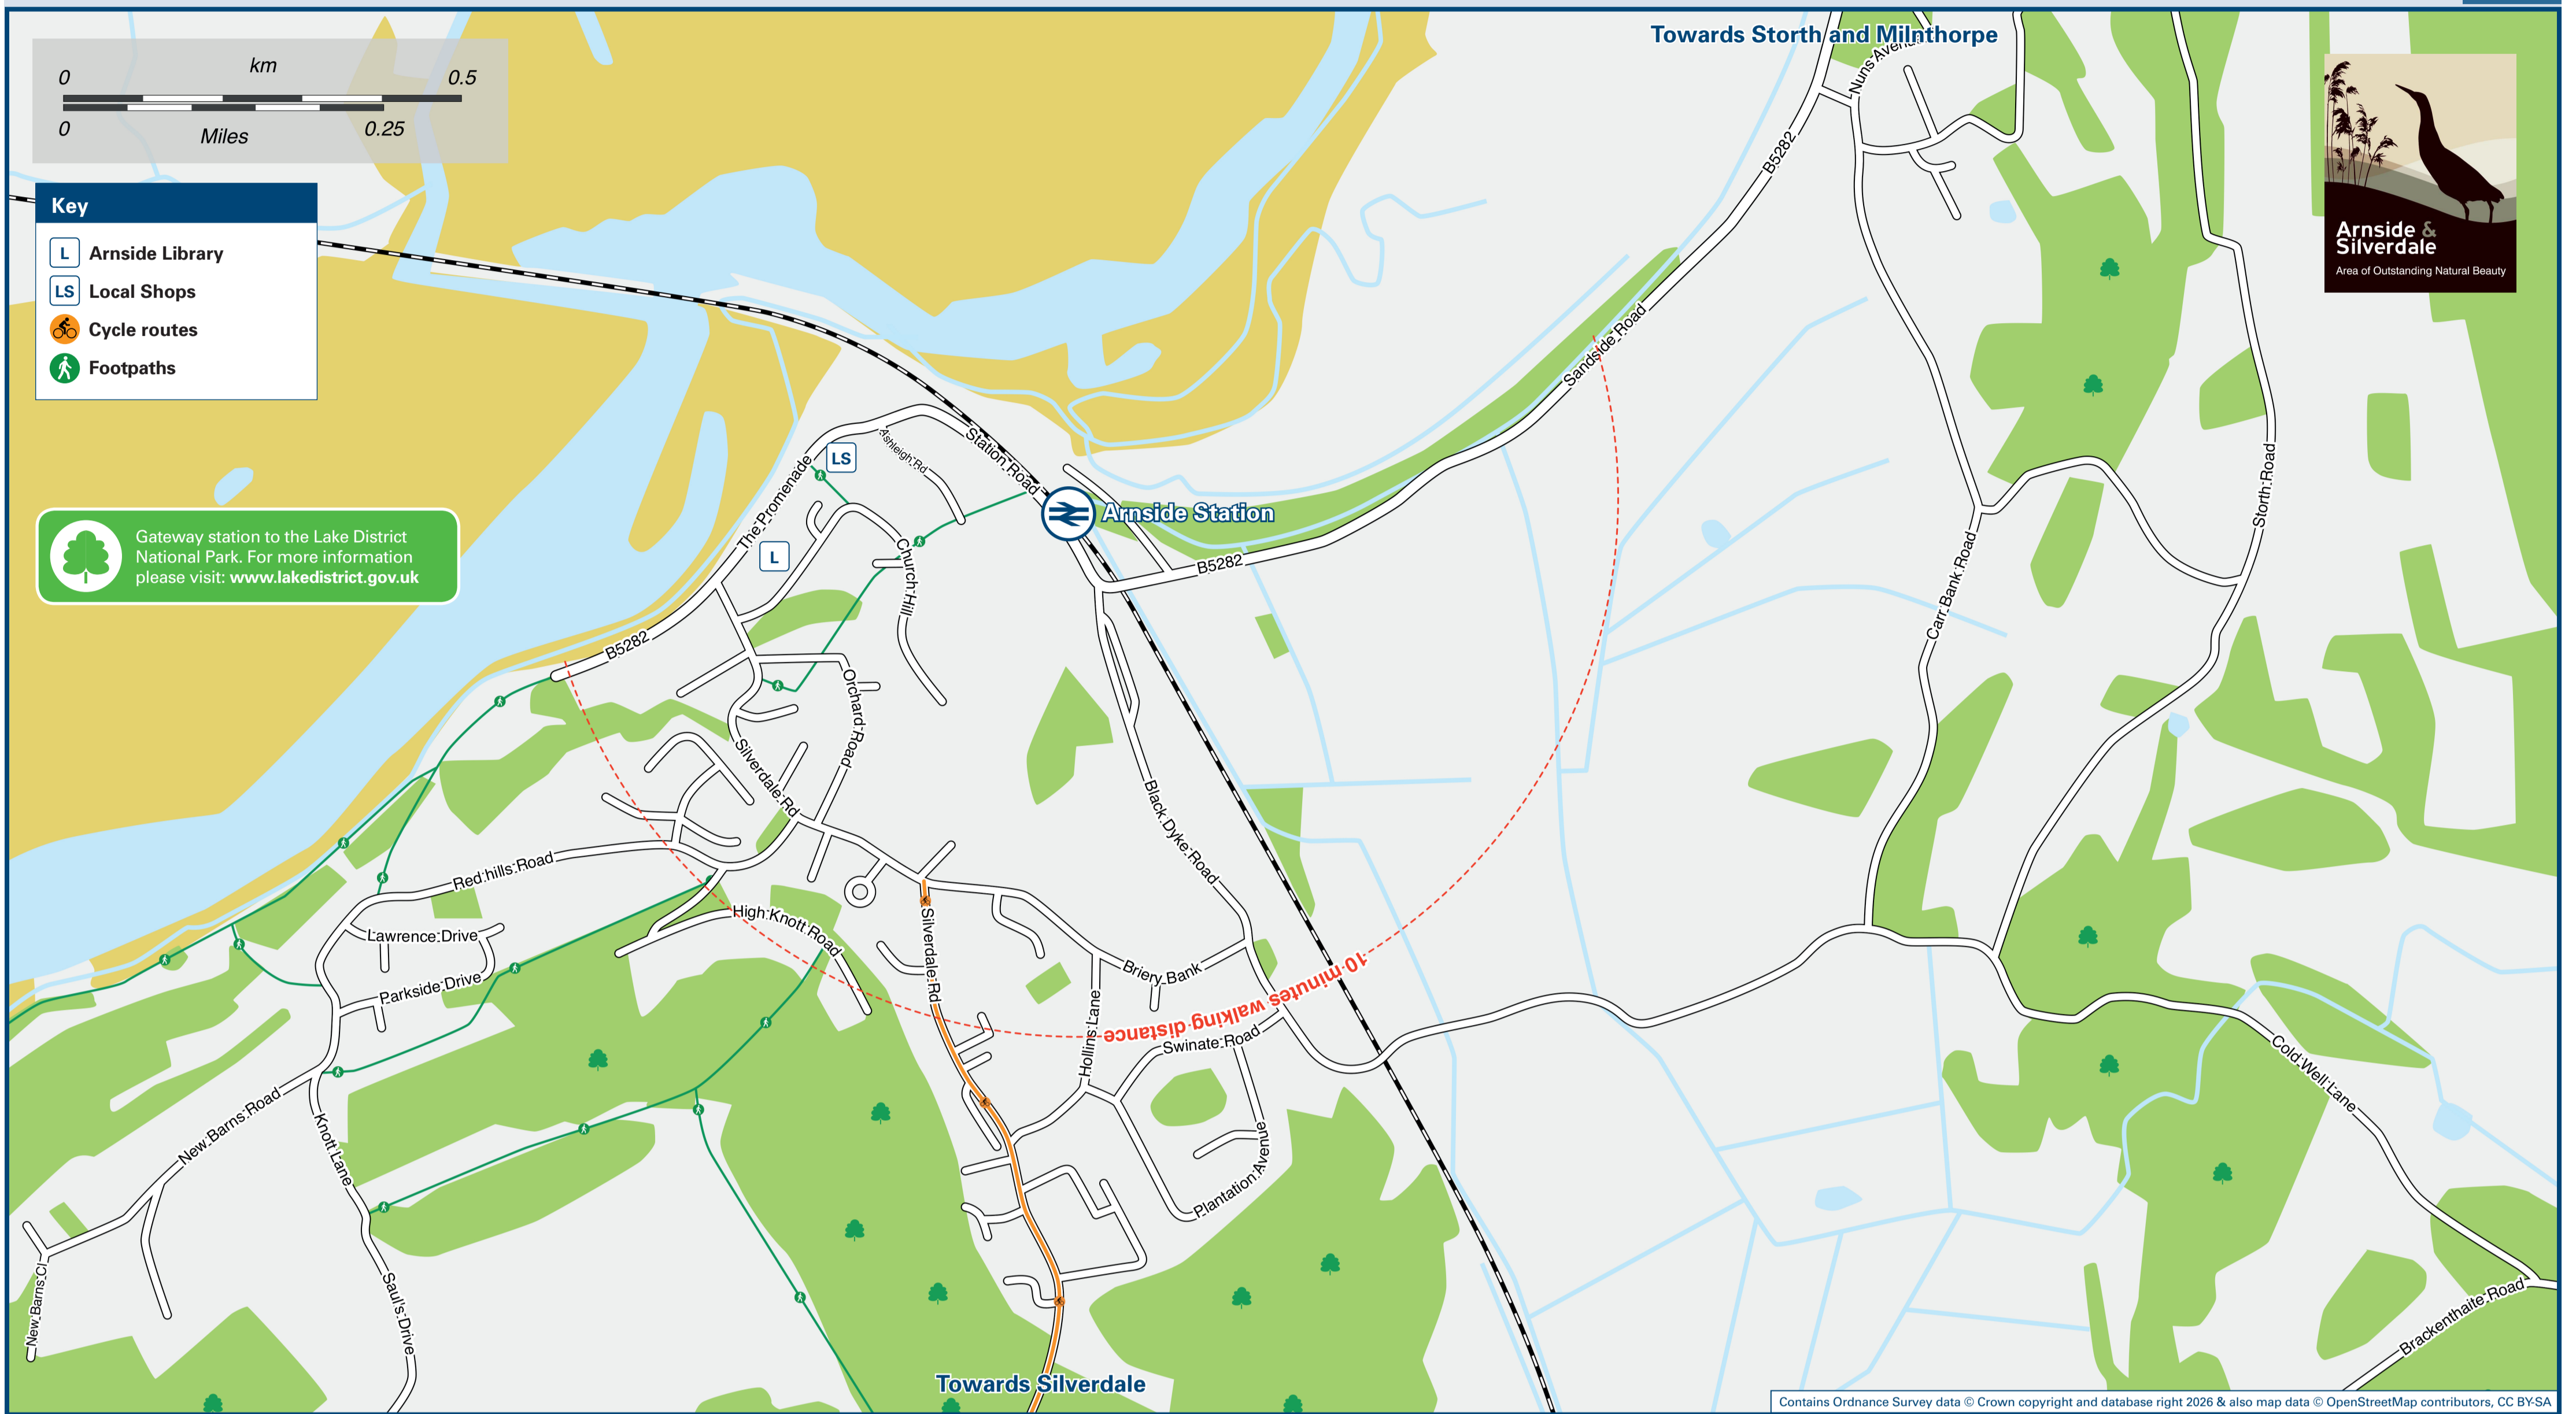 Towards Storth and Milnthorpe
km
0
0.5
0
0.25
Miles
Nuns Avenue
B5282
Key
L Arnside Library
LS Local Shops
Cycle routes
Footpaths
Arnside &
Silverdale
Area of Outstanding Natural Beauty
Sandside Road
Ashleigh Rd
Station Road
LS
The Promenade
Arnside Station
L
Church Hill
B5282
Storth Road
Carr Bank Road
Gateway station to the Lake District
National Park. For more information
please visit: www.lakedistrict.gov.uk
B5282
Orchard Road
Silverdale Rd
Black Dyke Road
Red hills Road
High Knott Road
Lawrence Drive
Parkside Drive
Silverdale Rd
Briery Bank
10 minutes walking distance
Hollins Lane
Swinate Road
Cold Well Lane
New Barns Road
Knott Lane
Plantation Avenue
New Barns Cl
Saul's Drive
Brackenthaite Road
Towards Silverdale
Contains Ordnance Survey data © Crown copyright and database right 2026 & also map data © OpenStreetMap contributors, CC BY-SA